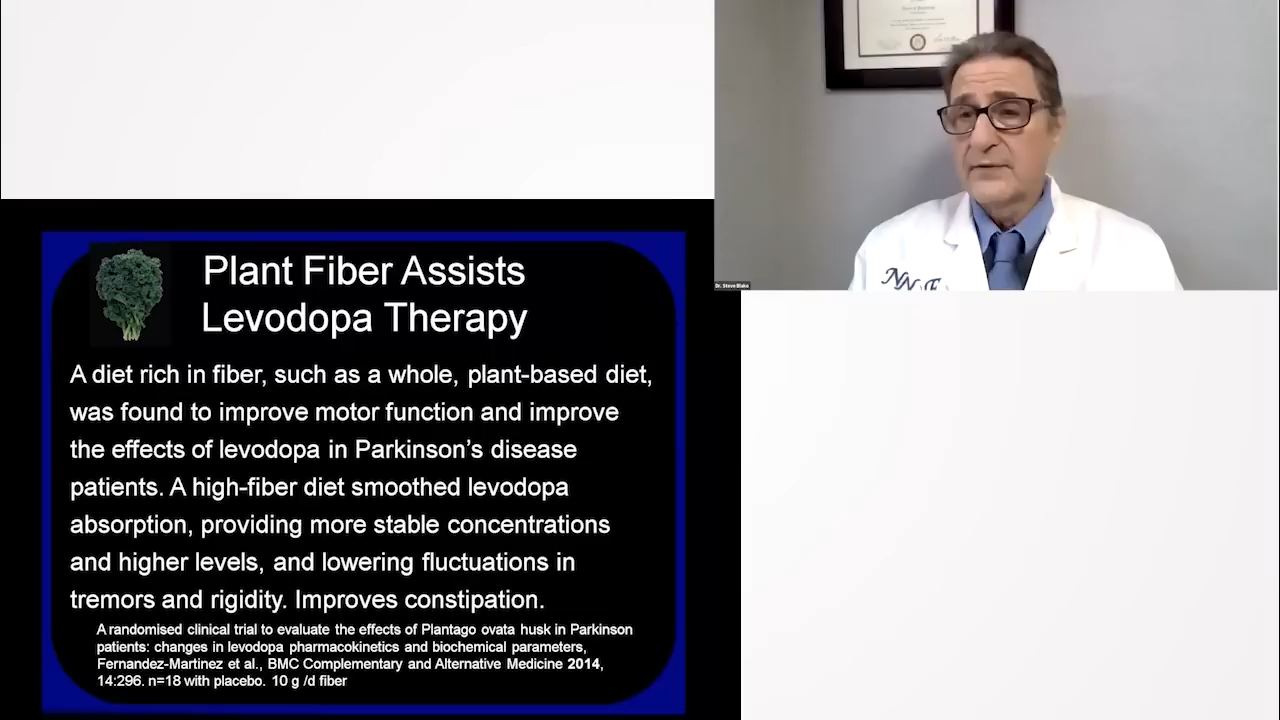 Plant Fiber Assists
Levodopa Therapy
A diet rich in fiber, such as a whole, plant-based diet,
was found to improve motor function and improve
the effects of levodopa in Parkinson’s disease
patients. A high-fiber diet smoothed levodopa
absorption, providing more stable concentrations
and higher levels, and lowering fluctuations in
tremors and rigidity. Improves constipation.
A randomised clinical trial to evaluate the effects of Plantago ovata husk in Parkinson
patients: changes in levodopa pharmacokinetics and biochemical parameters,
Fernandez-Martinez et al., BMC Complementary and Alternative Medicine 2014,
14:296. n=18 with placebo. 10 g /d fiber
Dr. Steve Blake
NNRF